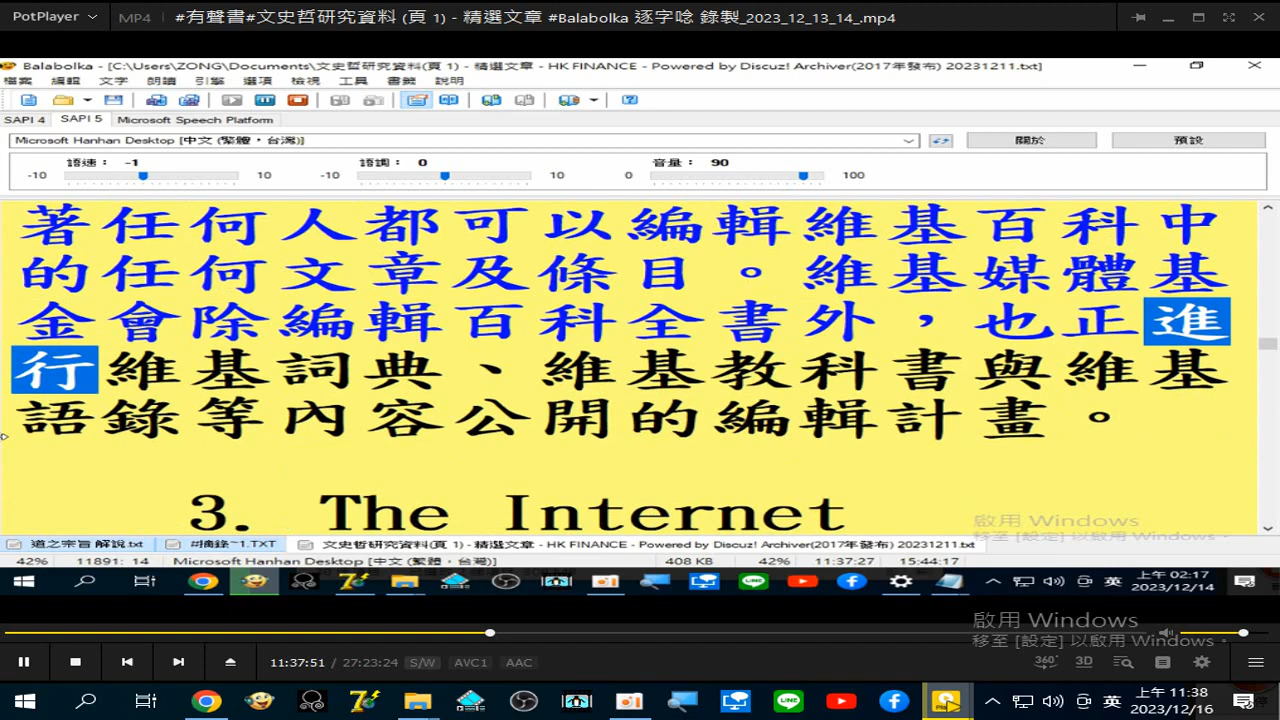 PotPlayer MP4 #有聲書#文史哲研究資料 (頁 1) - 精選文章 #Balabolka 逐字唸 錄製_2023_12_13_14_.mp4
Balabolka - [C:\Users\ZONG\Documents\文史哲研究資料(頁 1) - 精選文章 - HK FINANCE - Powered by Discuz! Archiver(2017年發布) 20231211.txt]
檔案 編輯 文字 朗讀 引擎 選項 檢視 工具 書籤 說明
SAPI 4 SAPI 5 Microsoft Speech Platform
Microsoft Hanhan Desktop [中文 (繁體，台灣)] 關於 預設
語速： -1 語調： 0 音量： 90
-10 10 -10 10 0 100
著任何人都可以編輯維基百科中
的任何文章及條目。維基媒體基
金會除編輯百科全書外，也正進
行維基詞典、維基教科書與維基
語錄等內容公開的編輯計畫。
3. The Internet
啟用 Windows
移至 [設定] 以啟用 Windows。
道之宗旨 解說.txt #摘錄~1.TXT 文史哲研究資料(頁 1) - 精選文章 - HK FINANCE - Powered by Discuz! Archiver(2017年發布) 20231211.txt
42% 11891: 14 Microsoft Hanhan Desktop [中文 (繁體，台灣)] 408 KB 42% 11:37:27 15:44:17
英 上午 02:17
2023/12/14
啟用 Windows
移至 [設定] 以啟用 Windows。
11:37:51 / 27:23:24 S/W AVC1 AAC 360° 3D
英 上午 11:38
2023/12/16